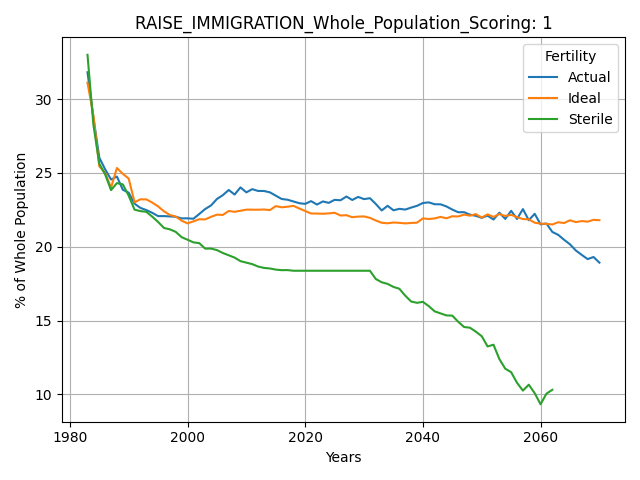 RAISE_IMMIGRATION_Whole_Population_Scoring: 1
Fertility
Actual
Ideal
Sterile
% of Whole Population
30
25
20
15
10
1980 2000 2020 2040 2060
Years